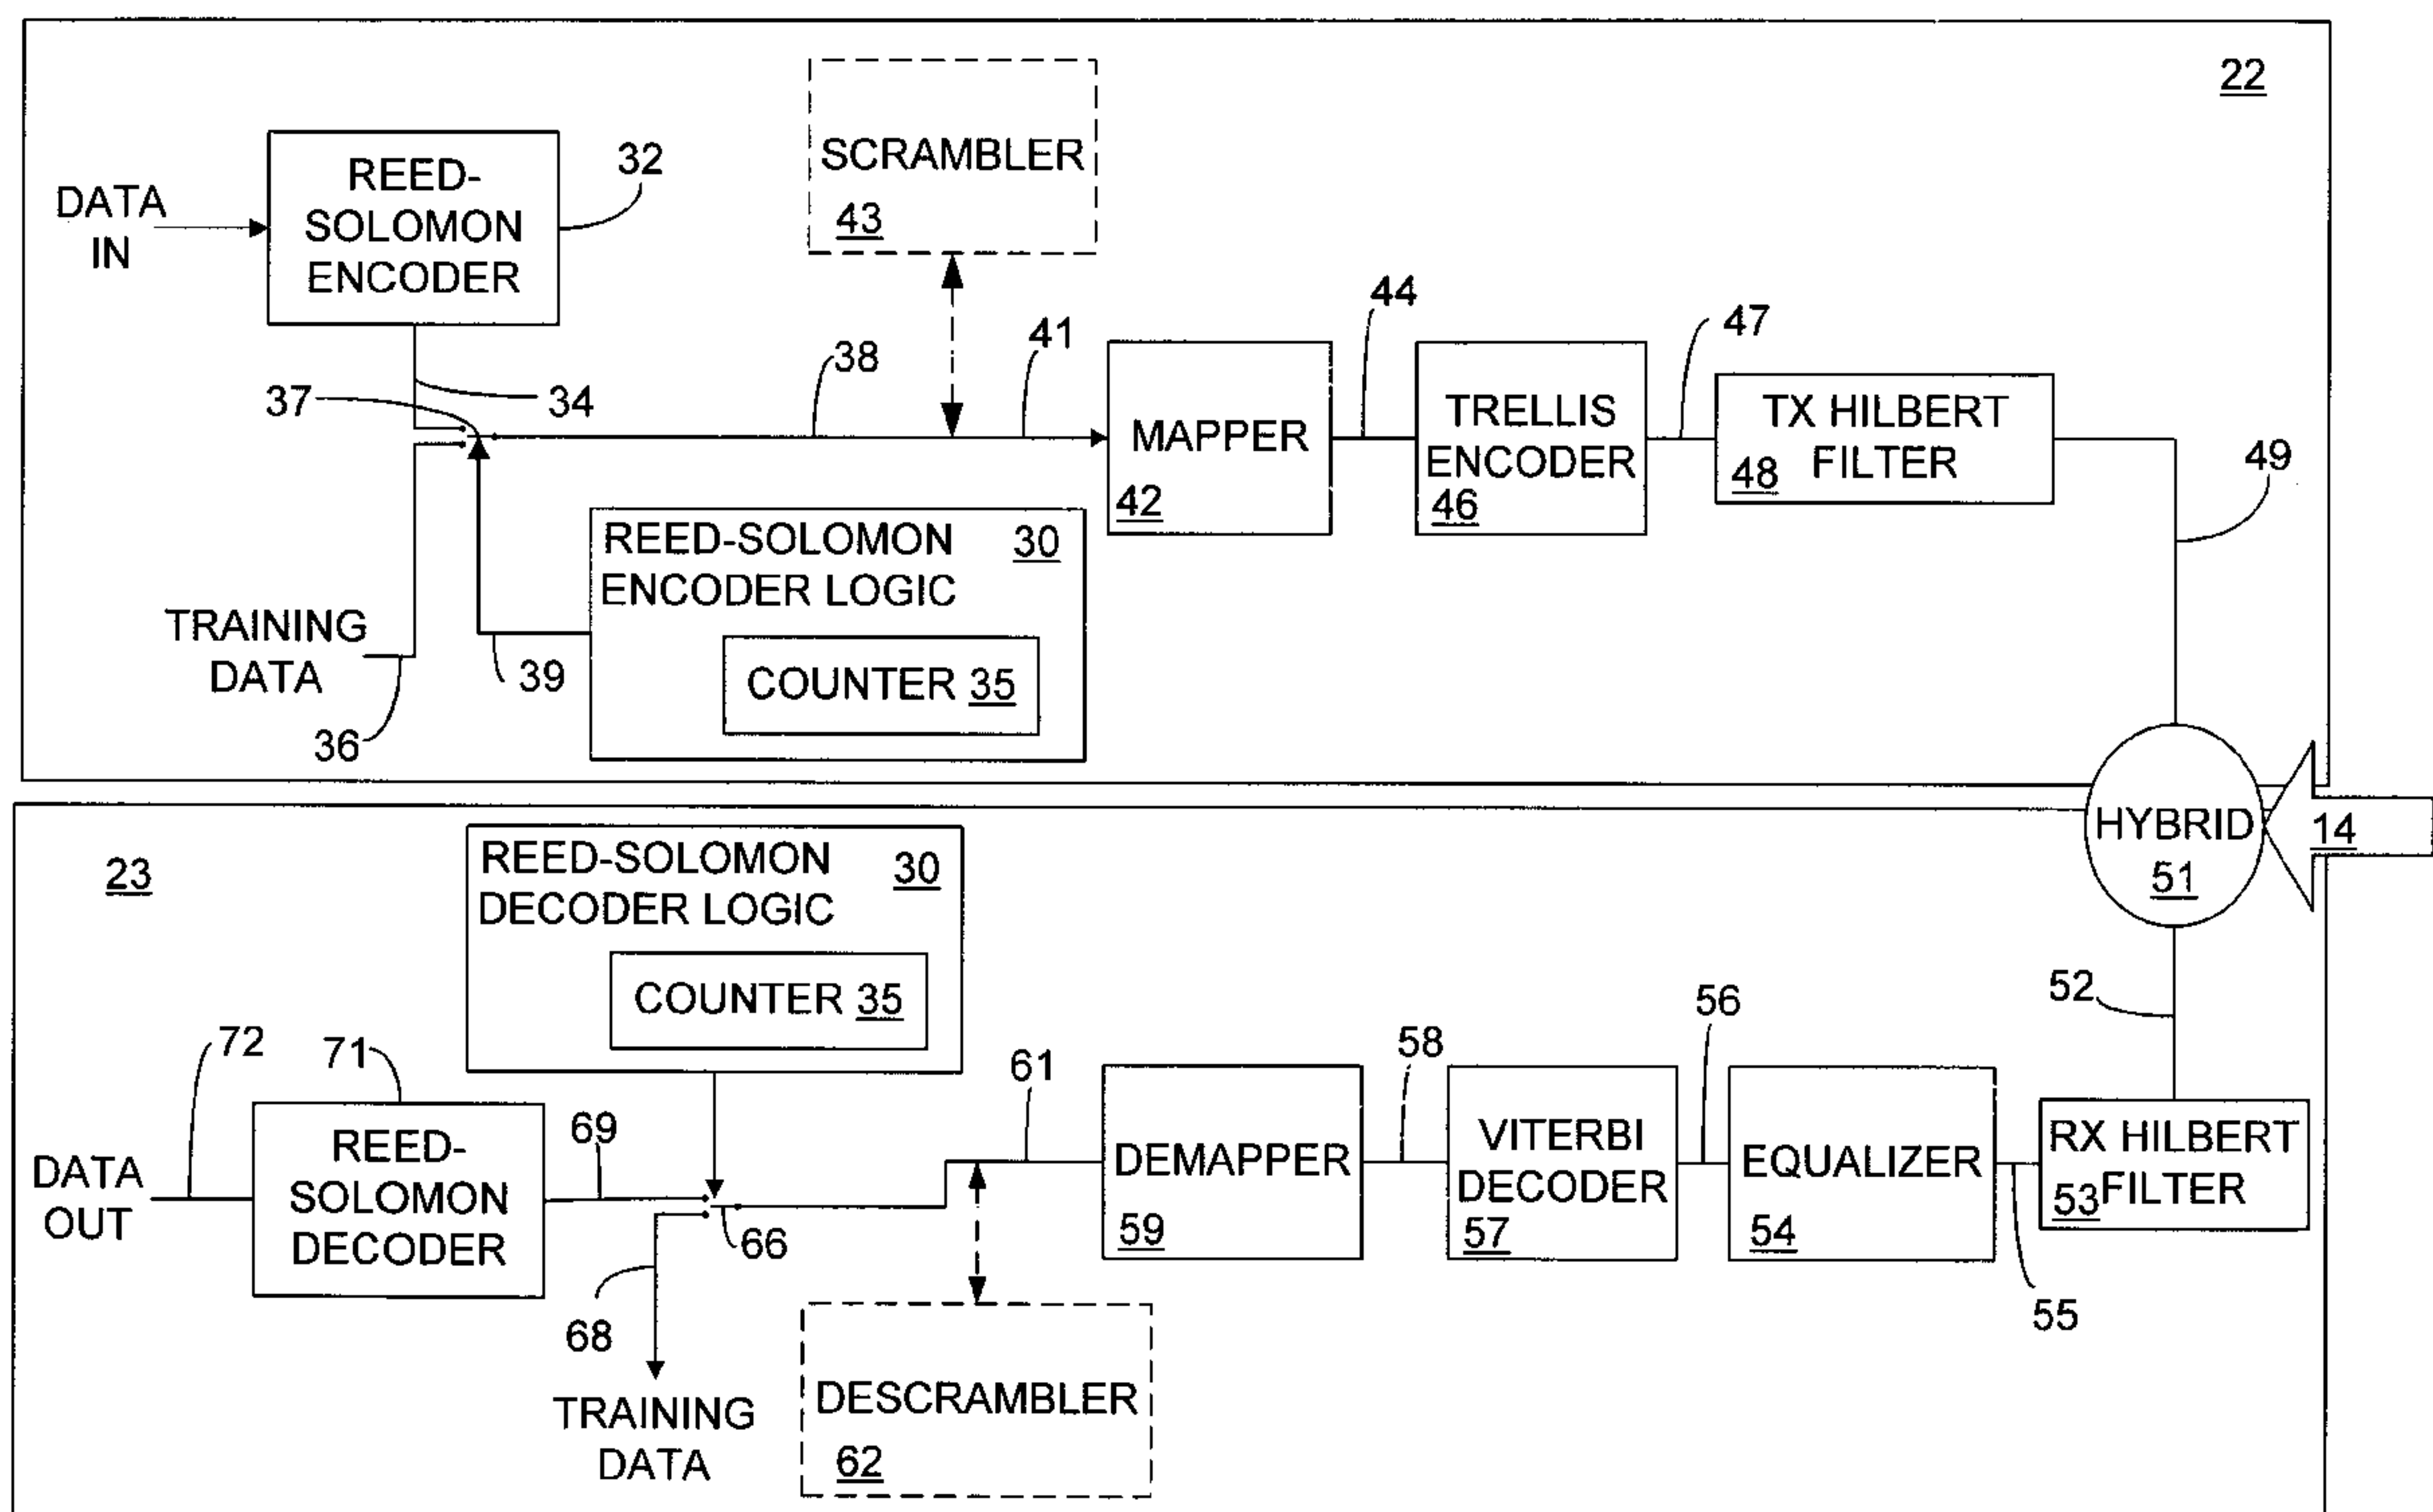 22
SCRAMBLER
43
REED-
SOLOMON
ENCODER
32
DATA
IN
44
47
41
38
37
34
MAPPER
42
TRELLIS
ENCODER
46
TX HILBERT
FILTER
48
49
REED-SOLOMON
ENCODER LOGIC
30
COUNTER 35
TRAINING
DATA
39
36
HYBRID
51
14
23
REED-SOLOMON
DECODER LOGIC
30
COUNTER 35
52
72
71
69
61
58
56
DATA
OUT
REED-
SOLOMON
DECODER
66
68
DEMAPPER
59
VITERBI
DECODER
57
EQUALIZER
54
RX HILBERT
FILTER
53
55
TRAINING
DATA
DESCRAMBLER
62